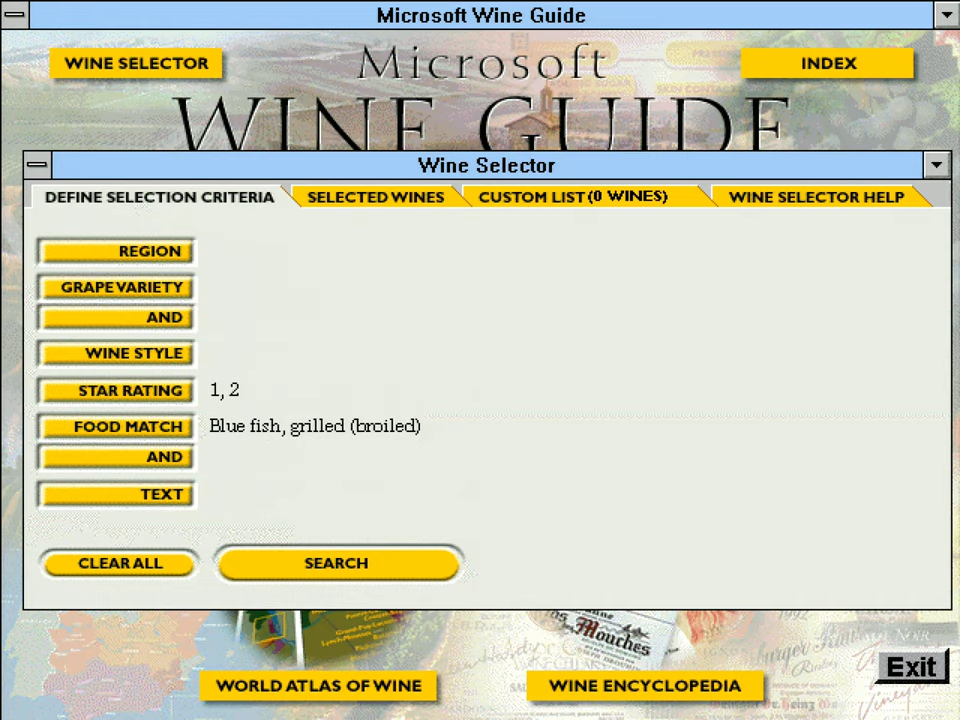 Microsoft Wine Guide
WINE SELECTOR
Microsoft
INDEX
WINE GUIDE
Wine Selector
DEFINE SELECTION CRITERIA
SELECTED WINES
CUSTOM LIST (0 WINES)
WINE SELECTOR HELP
REGION
GRAPE VARIETY
AND
WINE STYLE
STAR RATING 1, 2
FOOD MATCH Blue fish, grilled (broiled)
AND
TEXT
CLEAR ALL
SEARCH
Mouches
Exit
WORLD ATLAS OF WINE
WINE ENCYCLOPEDIA